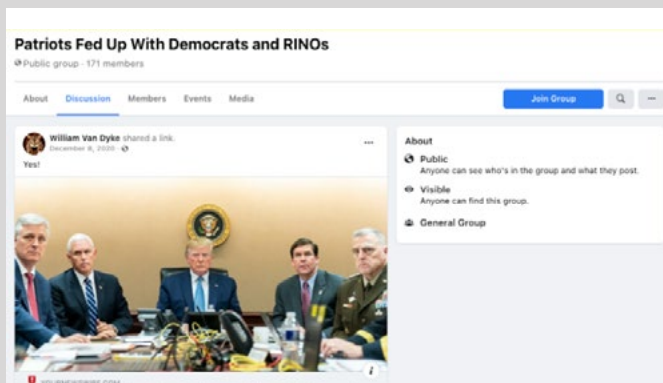 Patriots Fed Up With Democrats and RINOs
Public group · 171 members
About Discussion Members Events Media
Join Group
William Van Dyke shared a link.
December 8, 2020 ·
Yes!
About
Public
Anyone can see who's in the group and what they post.
Visible
Anyone can find this group.
General Group